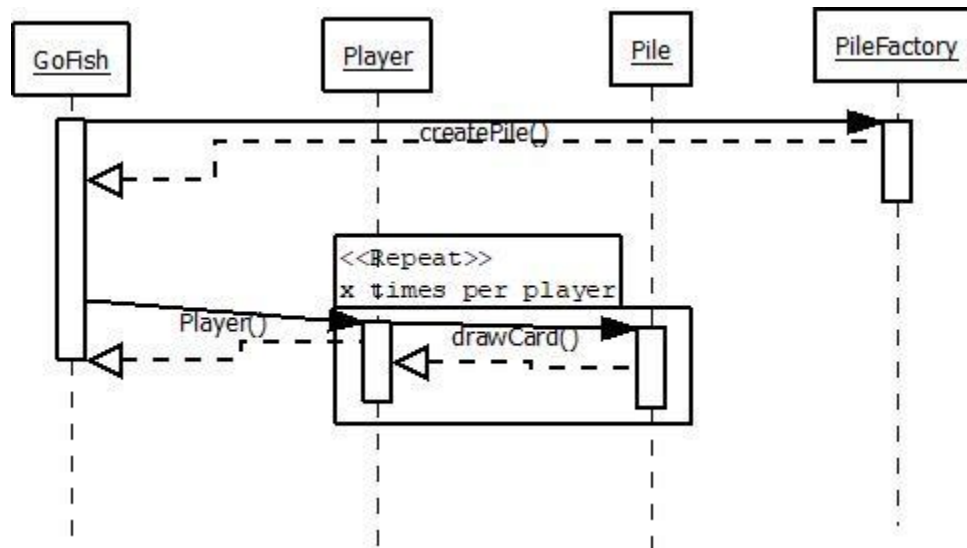 GoFish
Player
Pile
PileFactory
createPile()
<<Repeat>>
x times per player
Player()
drawCard()